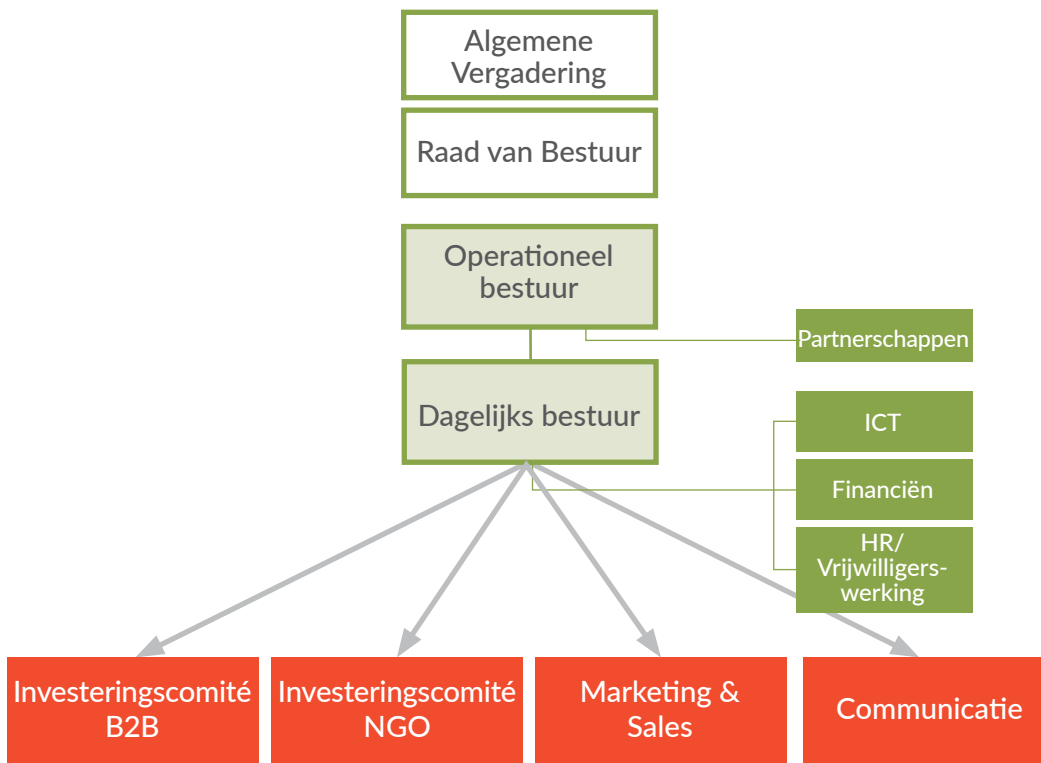 Algemene
Vergadering
Raad van Bestuur
Operationeel
bestuur
Partnerschappen
Dagelijks bestuur
ICT
Financiën
HR/
Vrijwilligers-
werking
Investeringscomité
B2B
Investeringscomité
NGO
Marketing &
Sales
Communicatie